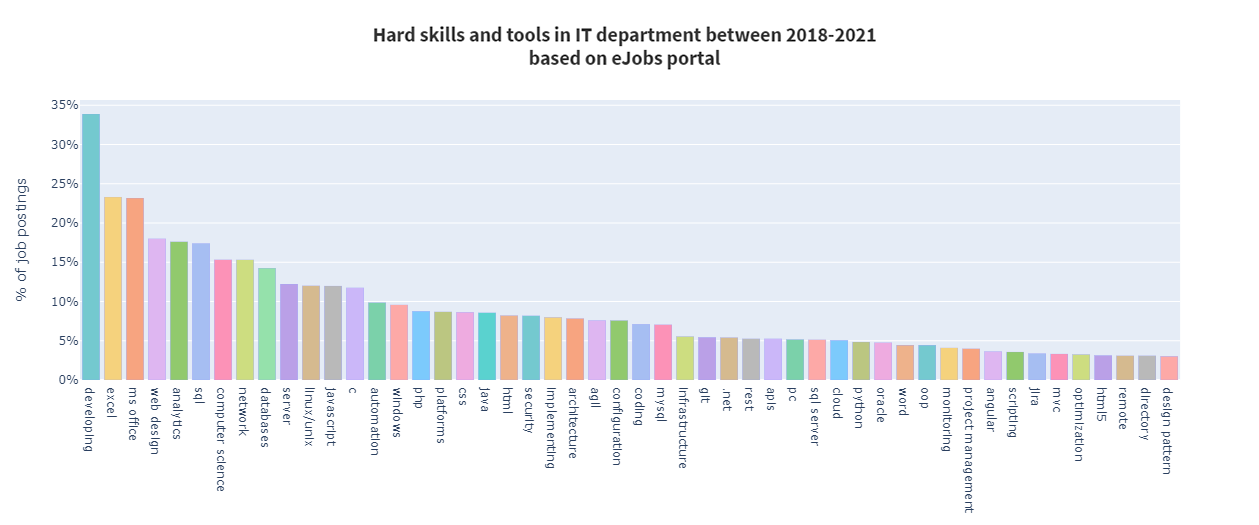 Hard skills and tools in IT department between 2018-2021
based on eJobs portal
% of job postings
35%
30%
25%
20%
15%
10%
5%
0%
developing
excel
ms office
web design
analytics
sql
computer science
network
databases
server
linux/unix
javascript
c
automation
windows
php
platforms
css
java
html
security
implementing
architecture
agil
configuration
coding
mysql
infrastructure
git
.net
rest
apis
pc
sql server
cloud
python
oracle
word
oop
monitoring
project management
angular
scripting
jira
mvc
optimization
html5
remote
directory
design pattern